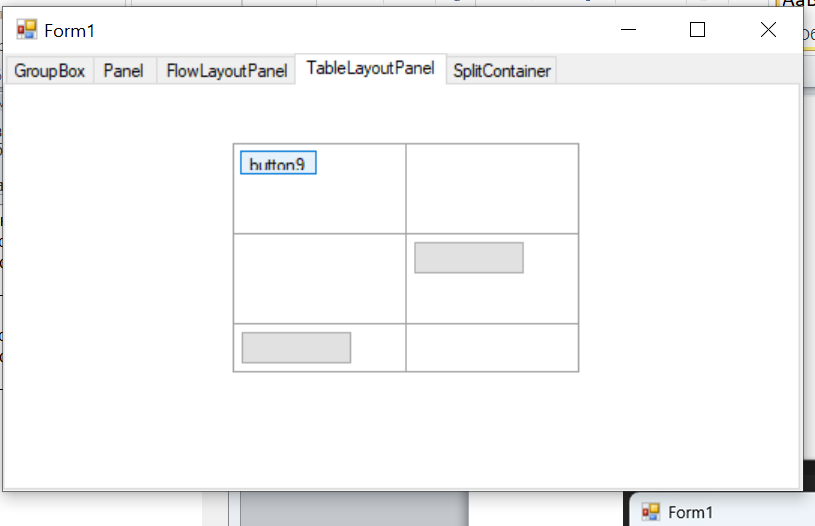 Form1
GroupBox Panel FlowLayoutPanel TableLayoutPanel SplitContainer
button9
Form1